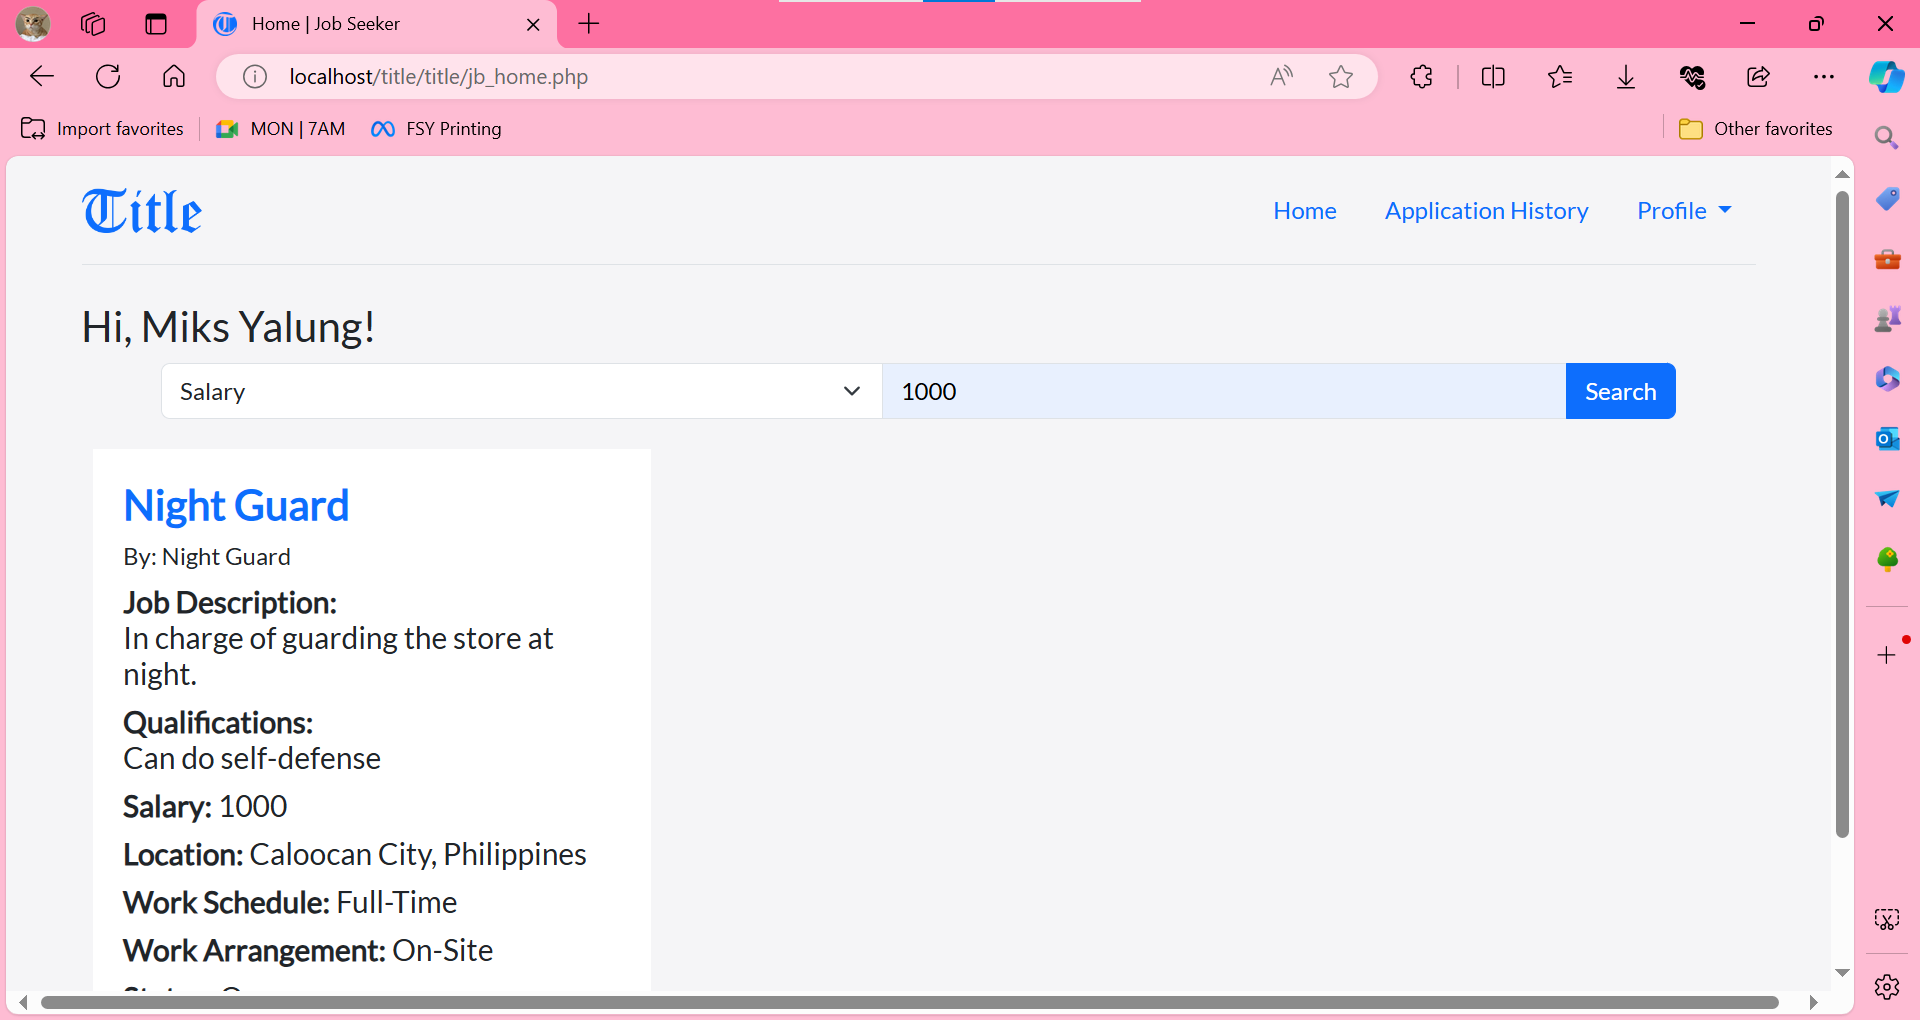 Home | Job Seeker
localhost/title/title/jb_home.php
Import favorites
MON | 7AM
FSY Printing
Other favorites
Title
Home
Application History
Profile
Hi, Miks Yalung!
Salary
1000
Search
Night Guard
By: Night Guard
Job Description:
In charge of guarding the store at
night.
Qualifications:
Can do self-defense
Salary: 1000
Location: Caloocan City, Philippines
Work Schedule: Full-Time
Work Arrangement: On-Site